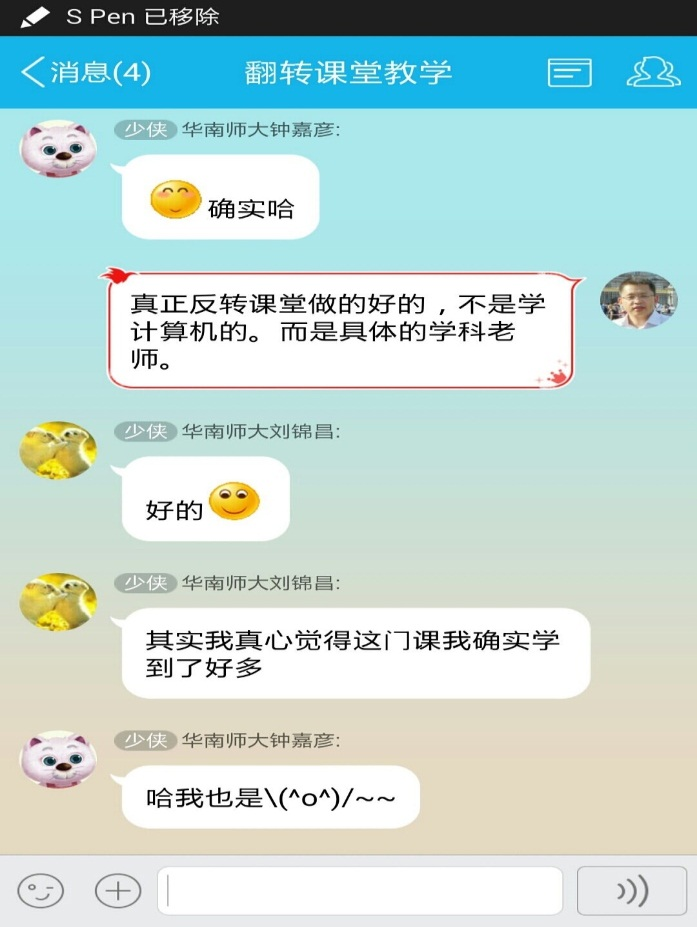 S Pen 已移除
消息(4)
翻转课堂教学
少侠 华南师大钟嘉彦:
确实哈
真正反转课堂做的好的，不是学
计算机的。而是具体的学科老
师。
少侠 华南师大刘锦昌:
好的
少侠 华南师大刘锦昌:
其实我真心觉得这门课我确实学
到了好多
少侠 华南师大钟嘉彦:
哈我也是\(^o^)/~~